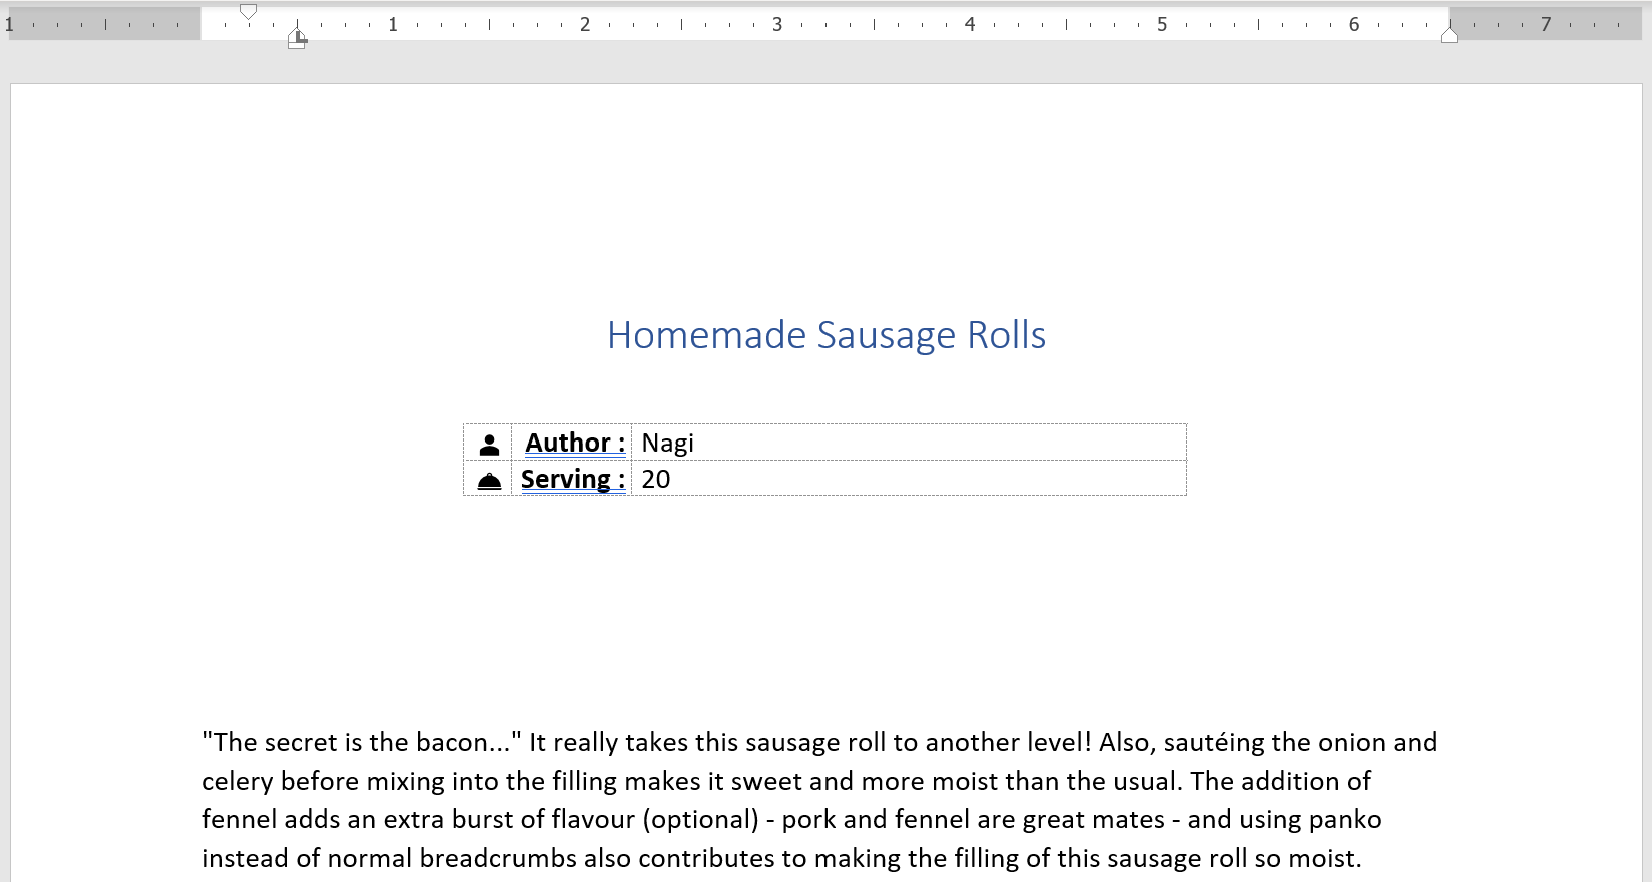 1 1 2 3 4 5 6 7
Homemade Sausage Rolls
Author : Nagi
Serving : 20
"The secret is the bacon..." It really takes this sausage roll to another level! Also, sautéing the onion and
celery before mixing into the filling makes it sweet and more moist than the usual. The addition of
fennel adds an extra burst of flavour (optional) - pork and fennel are great mates - and using panko
instead of normal breadcrumbs also contributes to making the filling of this sausage roll so moist.